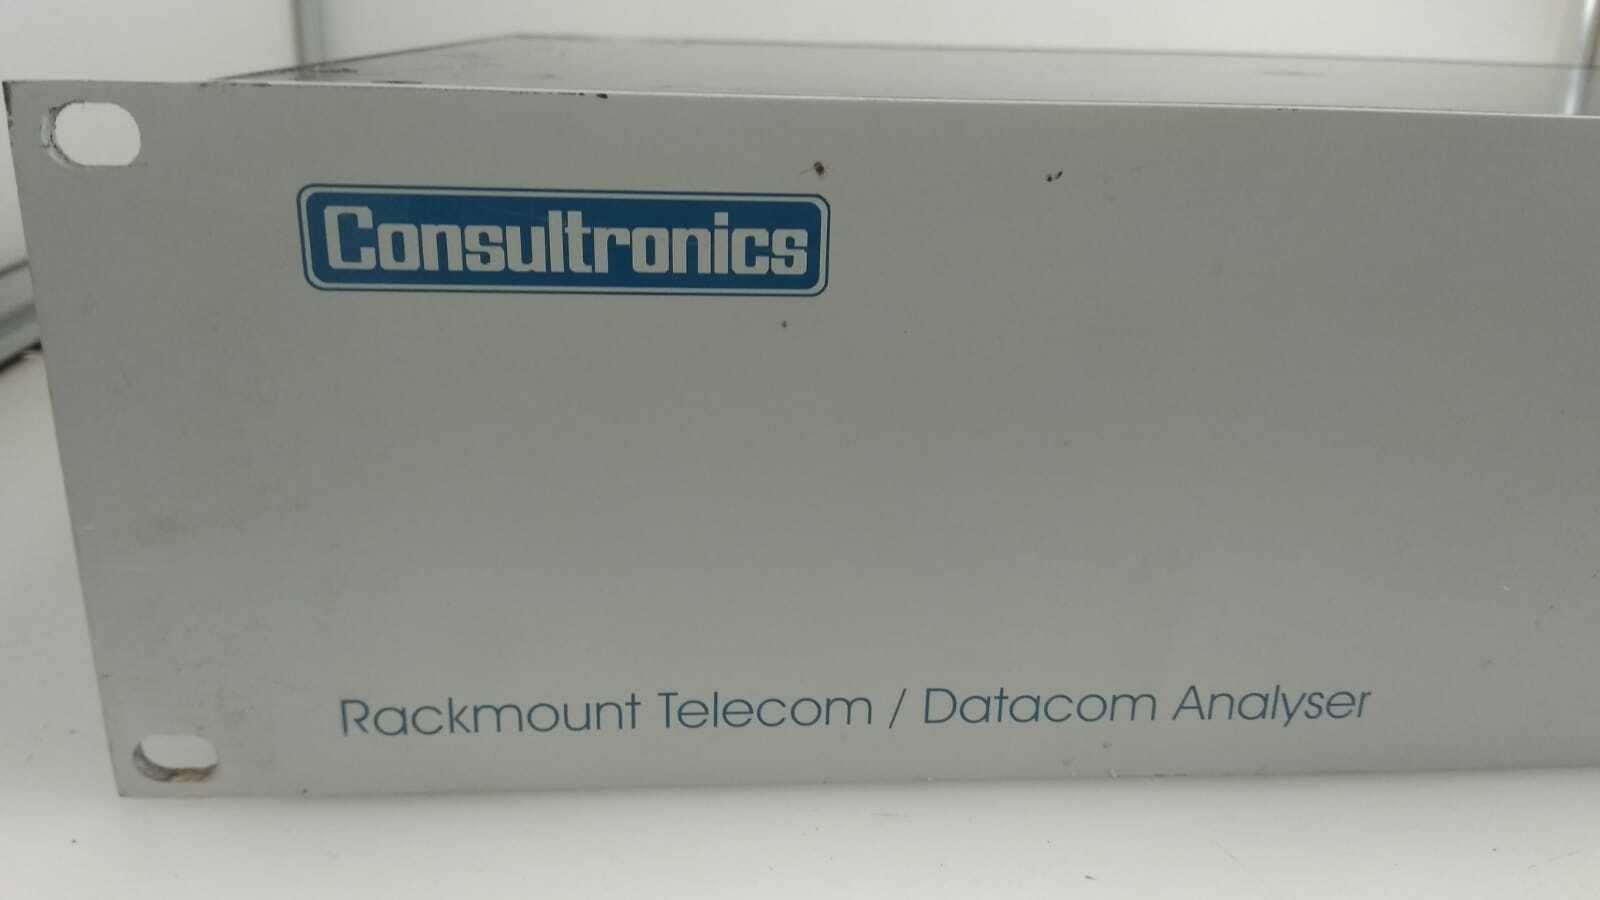 Consultronics
Rackmount Telecom / Datacom Analyser